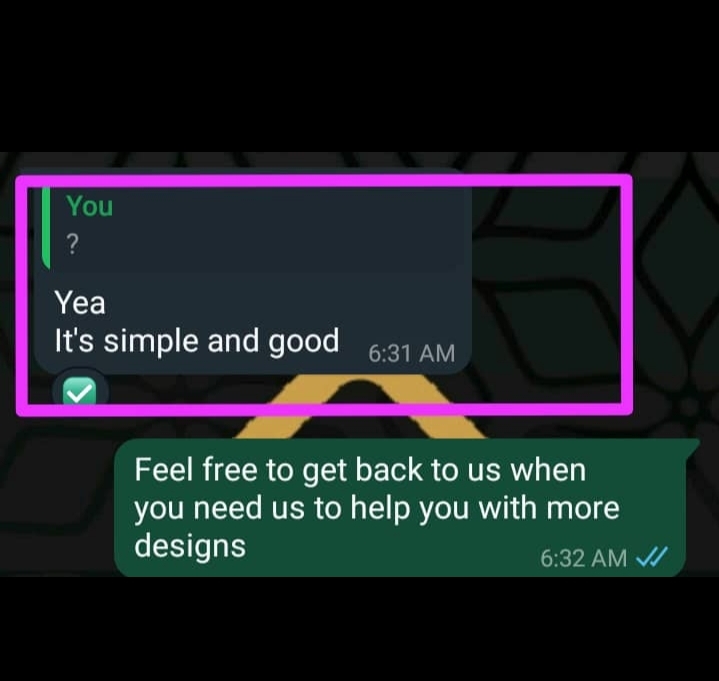 You
?
Yea
It's simple and good
6:31 AM
Feel free to get back to us when
you need us to help you with more
designs
6:32 AM